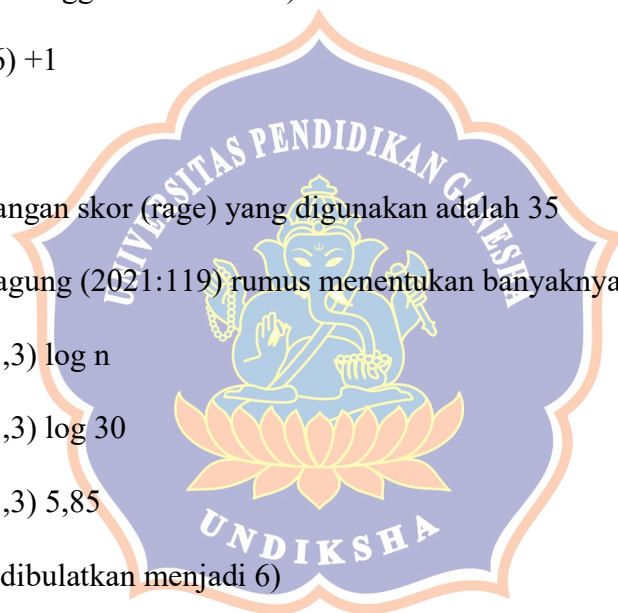 6) +1
UNIVERSITAS PENDIDIKAN GANESHA
angan skor (rage) yang digunakan adalah 35
agung (2021:119) rumus menentukan banyaknya
,3) log n
,3) log 30
,3) 5,85
UNDIKSHA
dibulatkan menjadi 6)